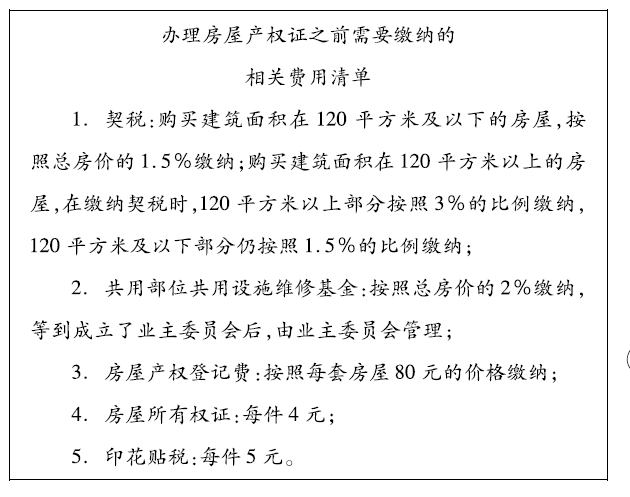 办理房屋产权证之前需要缴纳的
相关费用清单
1. 契税:购买建筑面积在120平方米及以下的房屋,按
照总房价的1.5%缴纳;购买建筑面积在120平方米以上的房
屋,在缴纳契税时,120平方米以上部分按照3%的比例缴纳,
120平方米及以下部分仍按照1.5%的比例缴纳;
2. 共用部位共用设施维修基金:按照总房价的2%缴纳,
等到成立了业主委员会后,由业主委员会管理;
3. 房屋产权登记费:按照每套房屋80元的价格缴纳;
4. 房屋所有权证:每件4元;
5. 印花贴税:每件5元。